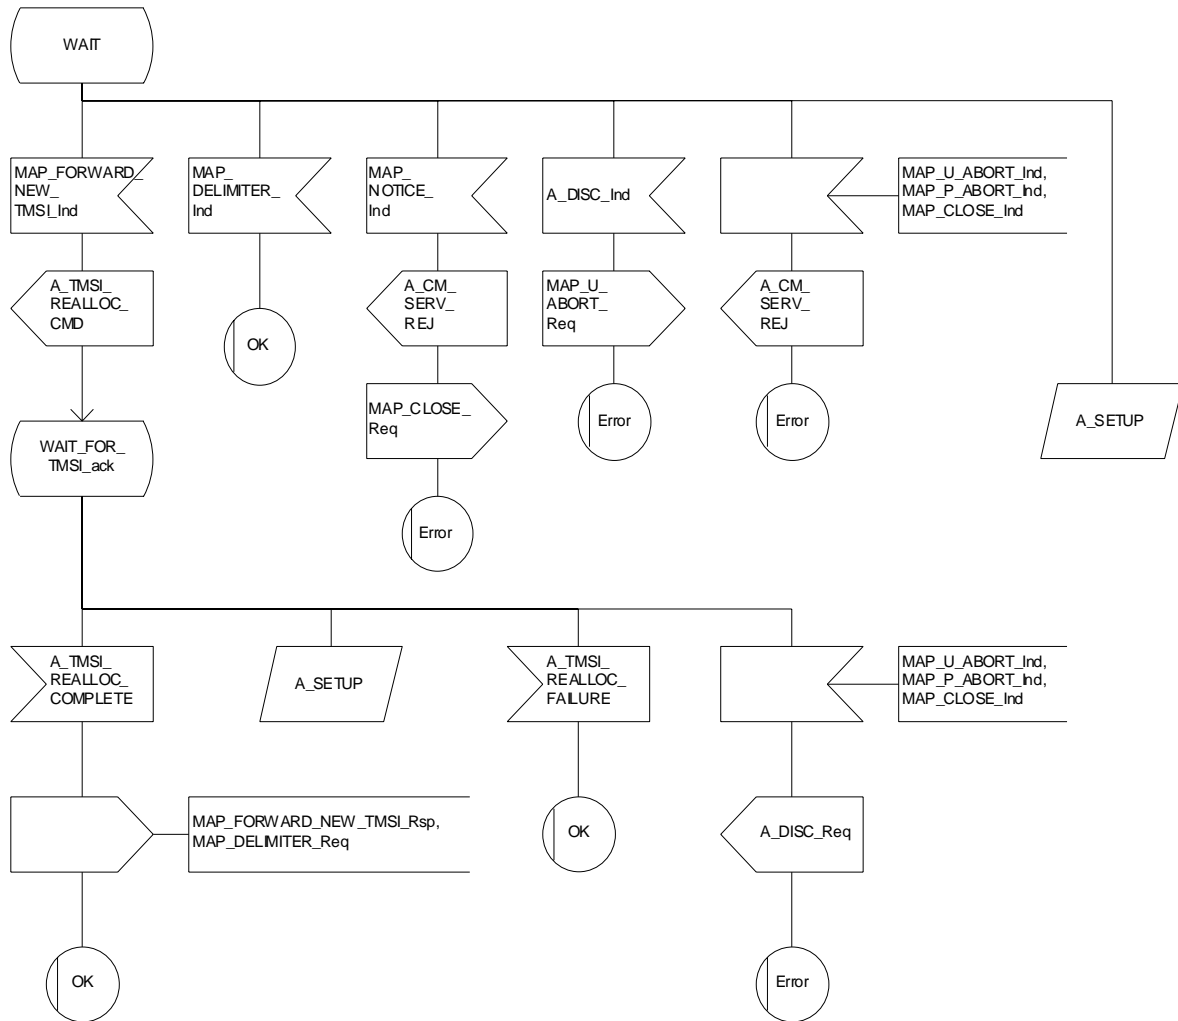 WAIT
MAP_FORWARD_
NEW_
TMSI_Ind
MAP_
DELIMITER_
Ind
MAP_
NOTICE_
Ind
A_DISC_Ind
MAP_U_ABORT_Ind,
MAP_P_ABORT_Ind,
MAP_CLOSE_Ind
A_TMSI_
REALLOC_
CMD
OK
A_CM_
SERV_
REJ
MAP_U_
ABORT_
Req
A_CM_
SERV_
REJ
MAP_CLOSE_
Req
Error
Error
A_SETUP
WAIT_FOR_
TMSI_ack
Error
A_TMSI_
REALLOC_
COMPLETE
A_SETUP
A_TMSI_
REALLOC_
FAILURE
MAP_U_ABORT_Ind,
MAP_P_ABORT_Ind,
MAP_CLOSE_Ind
MAP_FORWARD_NEW_TMSI_Rsp,
MAP_DELIMITER_Req
OK
A_DISC_Req
OK
Error